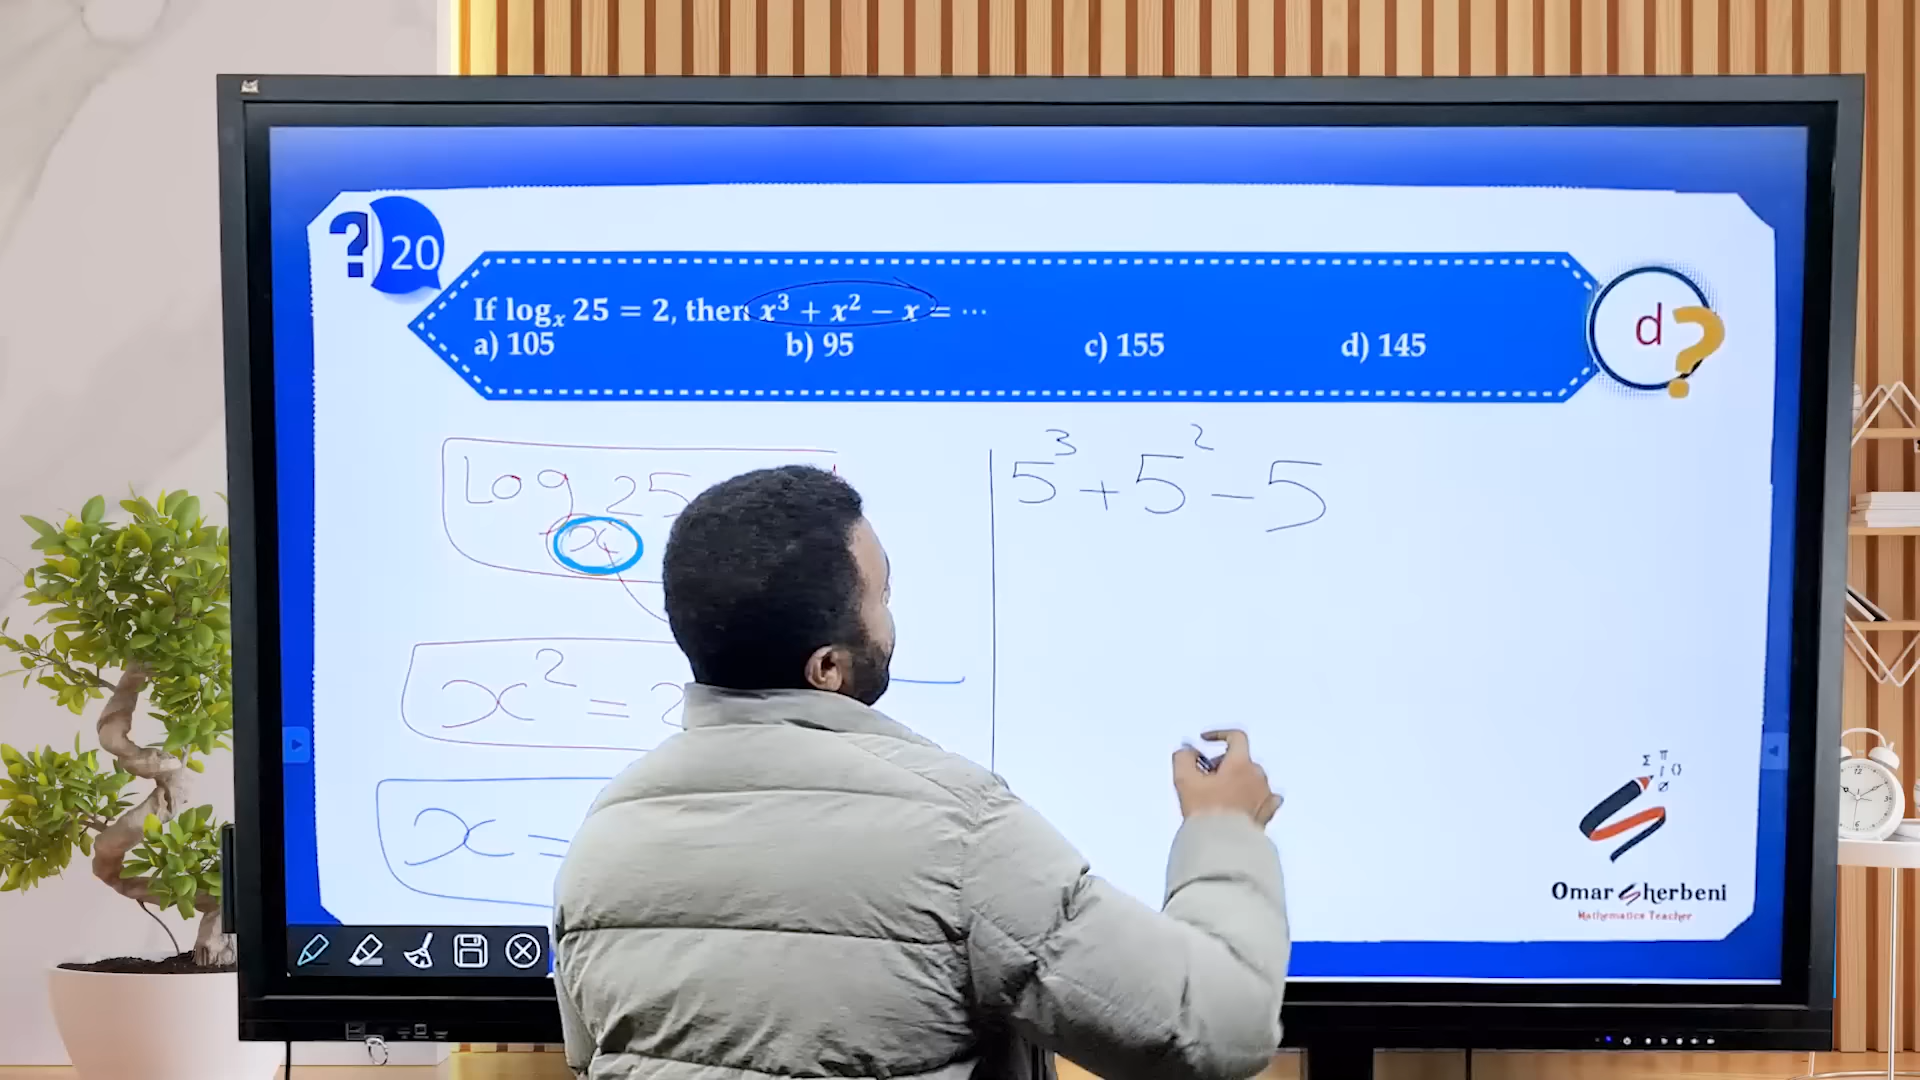 ? 20
If logₓ 25 = 2, then x³ + x² − x = ⋯
a) 105 b) 95 c) 155 d) 145
d ?
Log 25
x
x² = 2
x =
5³ + 5² − 5
Σ π
Omar Sherbeni
Mathematics Teacher